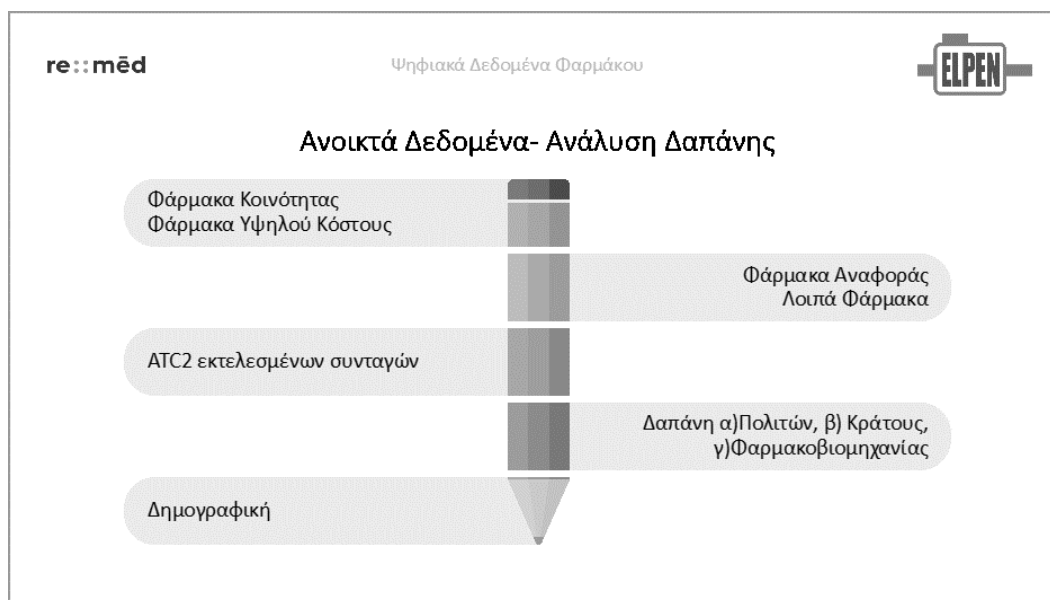 re::mēd
Ψηφιακά Δεδομένα Φαρμάκου
ELPEN
Ανοικτά Δεδομένα- Ανάλυση Δαπάνης
Φάρμακα Κοινότητας
Φάρμακα Υψηλού Κόστους
Φάρμακα Αναφοράς
Λοιπά Φάρμακα
ATC2 εκτελεσμένων συνταγών
Δαπάνη α)Πολιτών, β) Κράτους,
γ)Φαρμακοβιομηχανίας
Δημογραφική